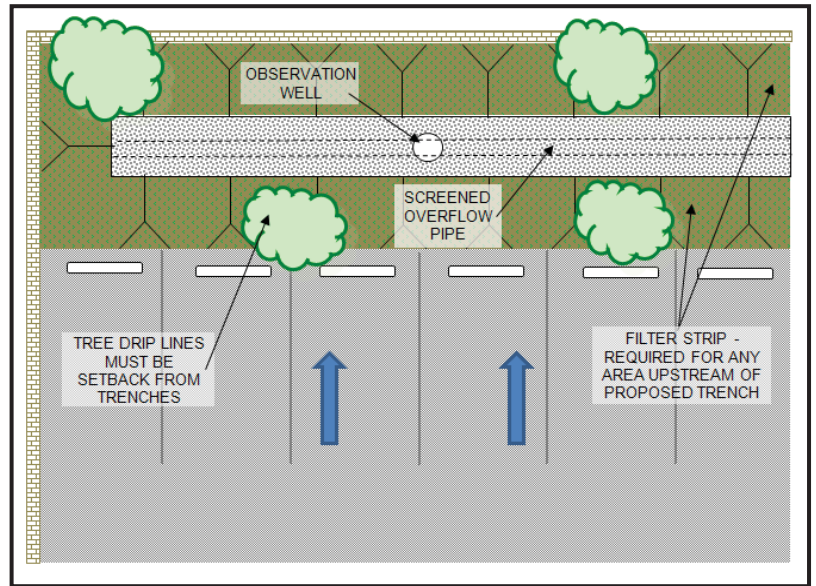 OBSERVATION
WELL
SCREENED
OVERFLOW
PIPE
TREE DRIP LINES
MUST BE
SETBACK FROM
TRENCHES
FILTER STRIP -
REQUIRED FOR ANY
AREA UPSTREAM OF
PROPOSED TRENCH